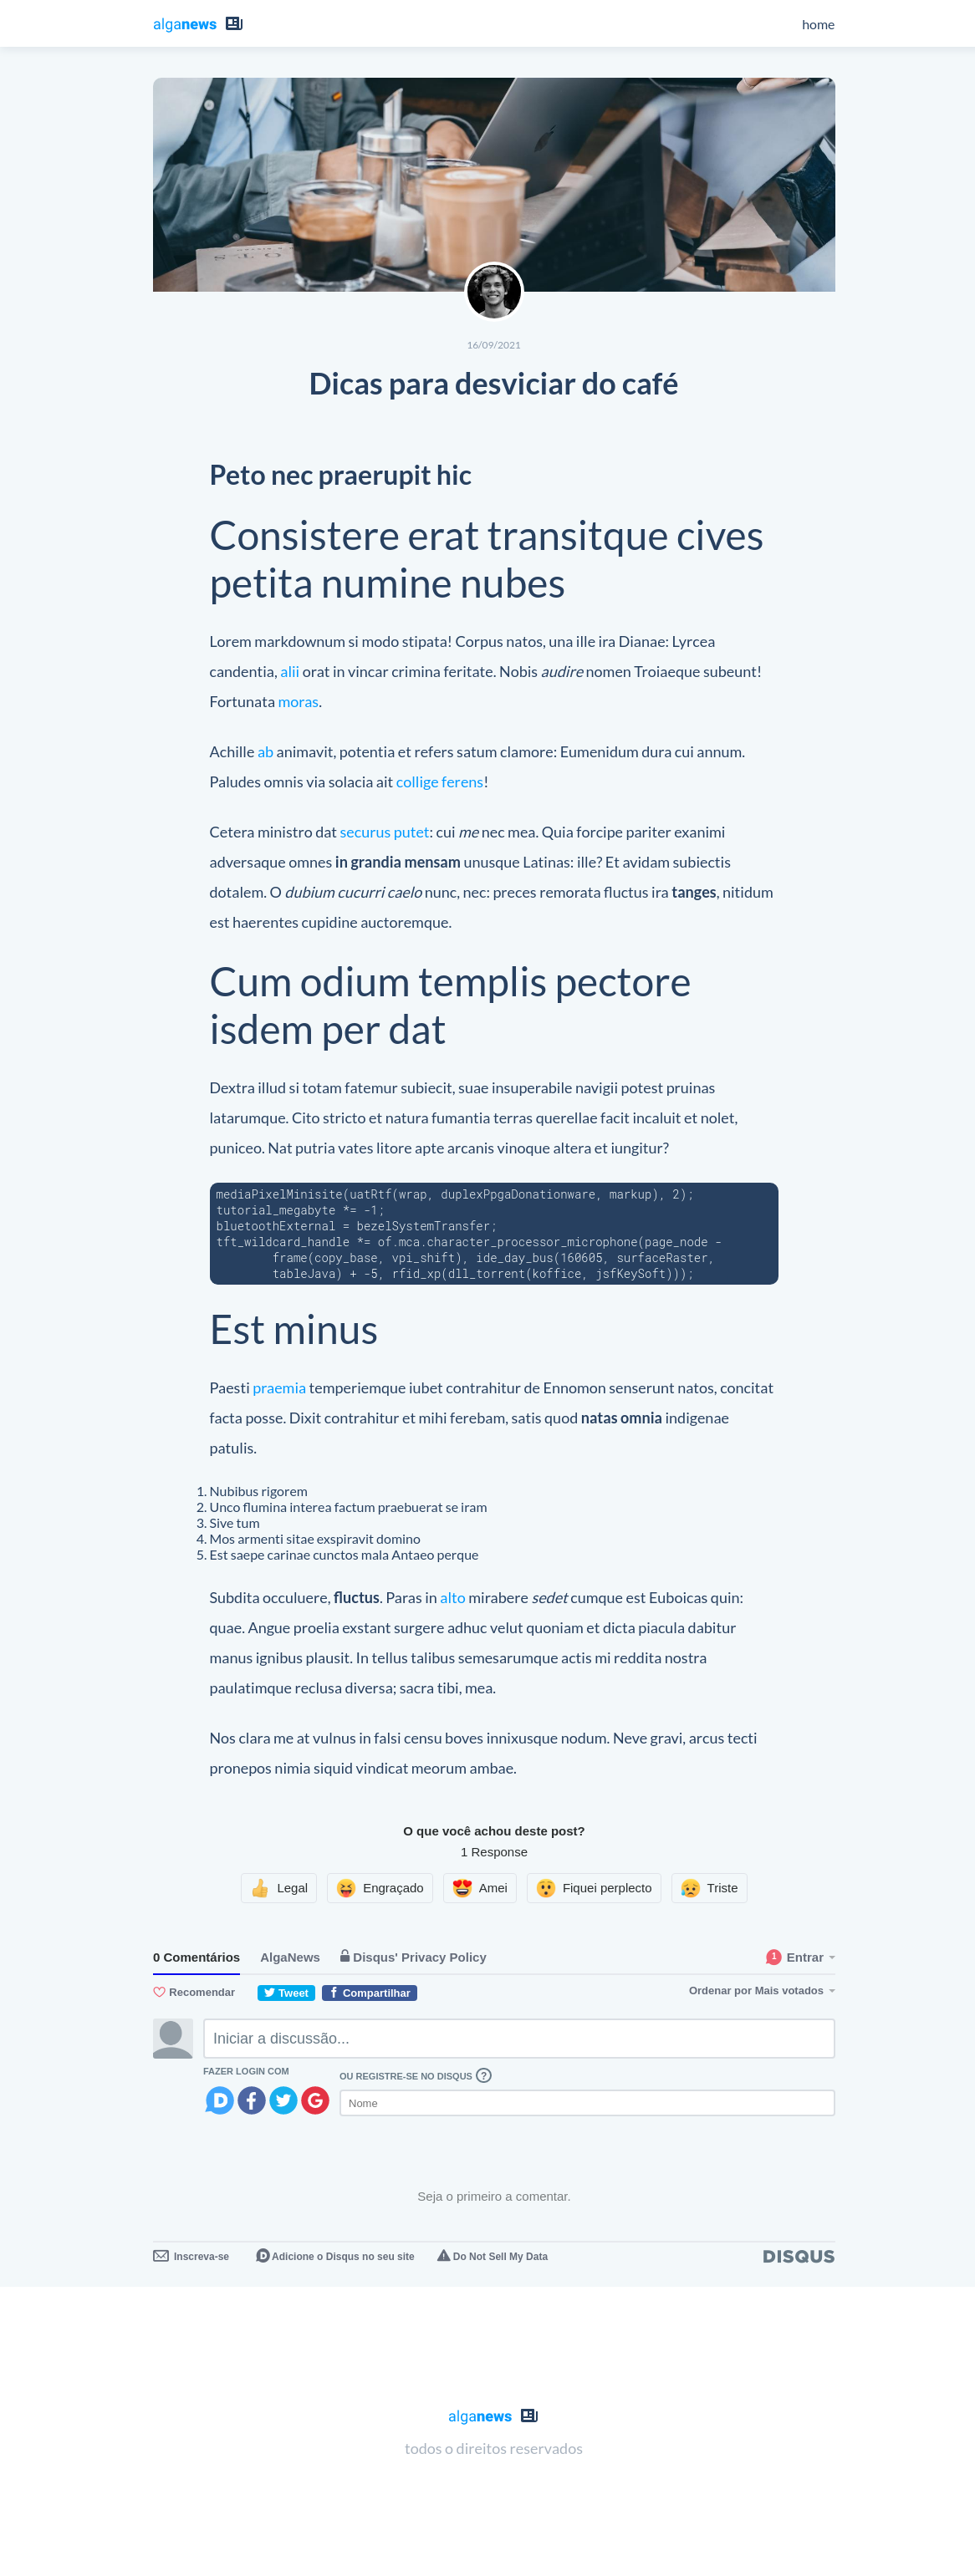 alganews
home
16/09/2021
Dicas para desviciar do café
Peto nec praerupit hic
Consistere erat transitque cives
petita numine nubes
Lorem markdownum si modo stipata! Corpus natos, una ille ira Dianae: Lyrcea
candentia, alii orat in vincar crimina feritate. Nobis audire nomen Troiaeque subeunt!
Fortunata moras.
Achille ab animavit, potentia et refers satum clamore: Eumenidum dura cui annum.
Paludes omnis via solacia ait collige ferens!
Cetera ministro dat securus putet: cui me nec mea. Quia forcipe pariter exanimi
adversaque omnes in grandia mensam unusque Latinas: ille? Et avidam subiectis
dotalem. O dubium cucurri caelo nunc, nec: preces remorata fluctus ira tanges, nitidum
est haerentes cupidine auctoremque.
Cum odium templis pectore
isdem per dat
Dextra illud si totam fatemur subiecit, suae insuperabile navigii potest pruinas
latarumque. Cito stricto et natura fumantia terras querellae facit incaluit et nolet,
puniceo. Nat putria vates litore apte arcanis vinoque altera et iungitur?
mediaPixelMinisite(uatRtf(wrap, duplexPpgaDonationware, markup), 2);
tutorial_megabyte *= -1;
bluetoothExternal = bezelSystemTransfer;
tft_wildcard_handle *= of.mca.character_processor_microphone(page_node -
        frame(copy_base, vpi_shift), ide_day_bus(160605, surfaceRaster,
        tableJava) + -5, rfid_xp(dll_torrent(koffice, jsfKeySoft)));
Est minus
Paesti praemia temperiemque iubet contrahitur de Ennomon senserunt natos, concitat
facta posse. Dixit contrahitur et mihi ferebam, satis quod natas omnia indigenae
patulis.
1. Nubibus rigorem
2. Unco flumina interea factum praebuerat se iram
3. Sive tum
4. Mos armenti sitae exspiravit domino
5. Est saepe carinae cunctos mala Antaeo perque
Subdita occuluere, fluctus. Paras in alto mirabere sedet cumque est Euboicas quin:
quae. Angue proelia exstant surgere adhuc velut quoniam et dicta piacula dabitur
manus ignibus plausit. In tellus talibus semesarumque actis mi reddita nostra
paulatimque reclusa diversa; sacra tibi, mea.
Nos clara me at vulnus in falsi censu boves innixusque nodum. Neve gravi, arcus tecti
pronepos nimia siquid vindicat meorum ambae.
O que você achou deste post?
1 Response
Legal Engraçado Amei Fiquei perplecto Triste
0 Comentários AlgaNews Disqus' Privacy Policy 1 Entrar
Recomendar Tweet Compartilhar Ordenar por Mais votados
Iniciar a discussão...
FAZER LOGIN COM
OU REGISTRE-SE NO DISQUS ?
Nome
Seja o primeiro a comentar.
Inscreva-se Adicione o Disqus no seu site Do Not Sell My Data DISQUS
alganews
todos o direitos reservados